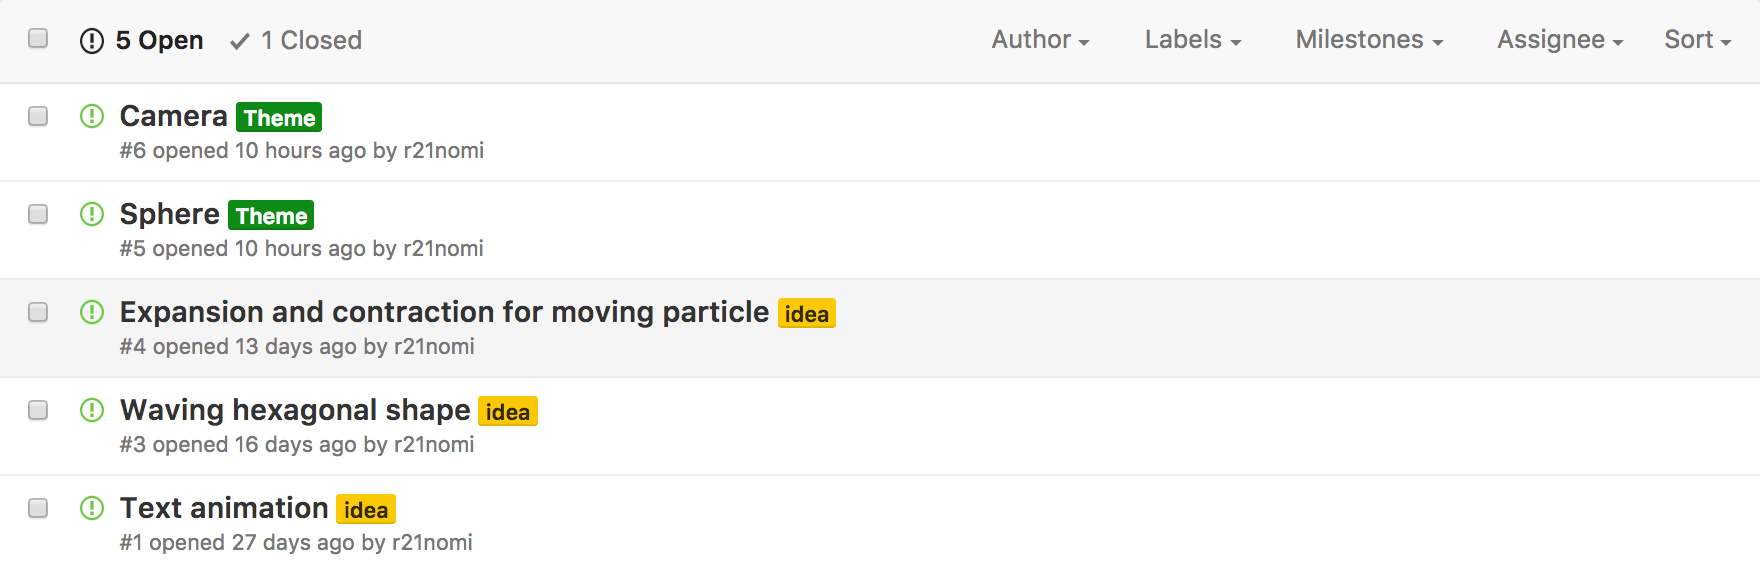 5 Open 1 Closed Author Labels Milestones Assignee Sort
Camera Theme
#6 opened 10 hours ago by r21nomi
Sphere Theme
#5 opened 10 hours ago by r21nomi
Expansion and contraction for moving particle idea
#4 opened 13 days ago by r21nomi
Waving hexagonal shape idea
#3 opened 16 days ago by r21nomi
Text animation idea
#1 opened 27 days ago by r21nomi